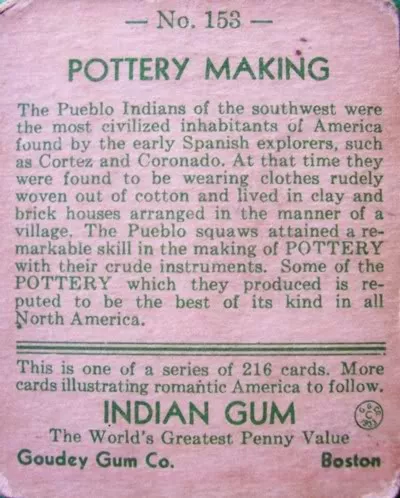 — No. 153 —
POTTERY MAKING
The Pueblo Indians of the southwest were
the most civilized inhabitants of America
found by the early Spanish explorers, such
as Cortez and Coronado. At that time they
were found to be wearing clothes rudely
woven out of cotton and lived in clay and
brick houses arranged in the manner of a
village. The Pueblo squaws attained a re-
markable skill in the making of POTTERY
with their crude instruments. Some of the
POTTERY which they produced is re-
puted to be the best of its kind in all
North America.
This is one of a series of 216 cards. More
cards illustrating romantic America to follow.
INDIAN GUM
The World's Greatest Penny Value
Goudey Gum Co. Boston